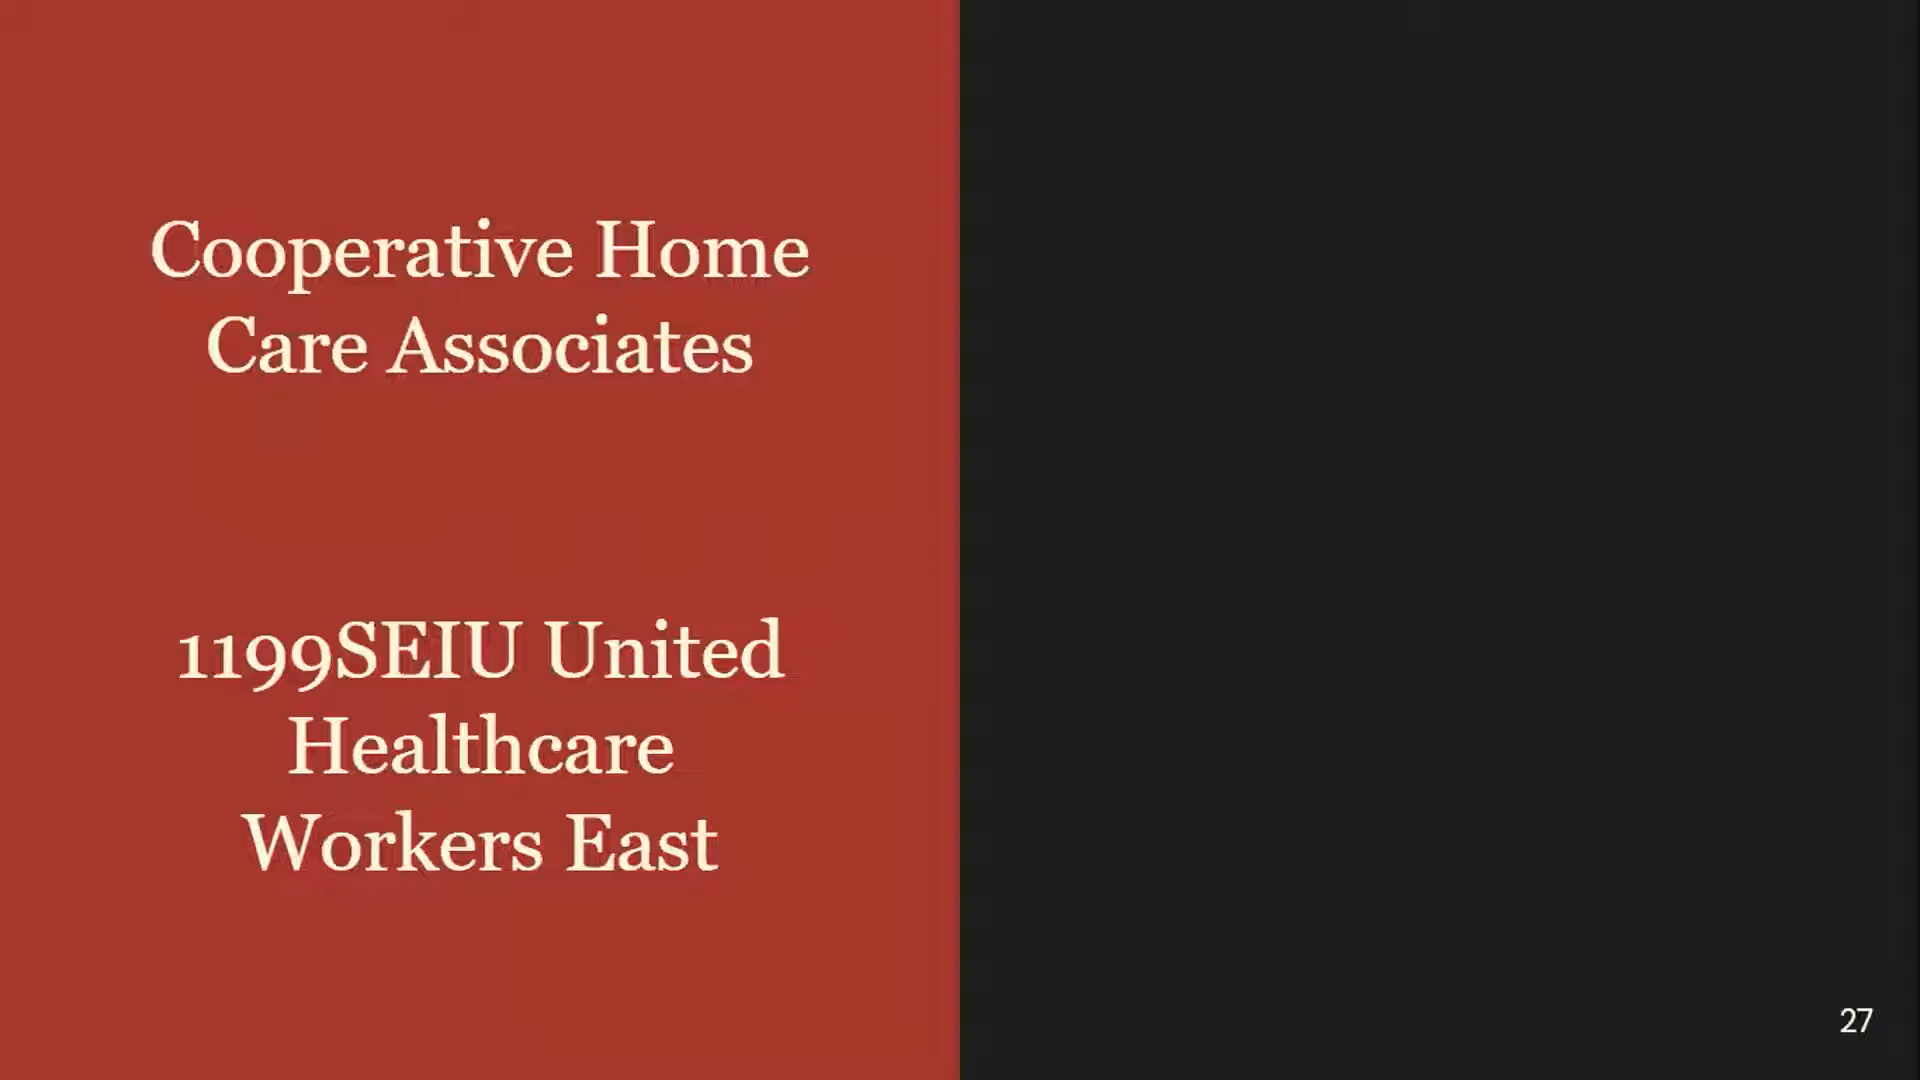 Cooperative Home
Care Associates
1199SEIU United
Healthcare
Workers East
27